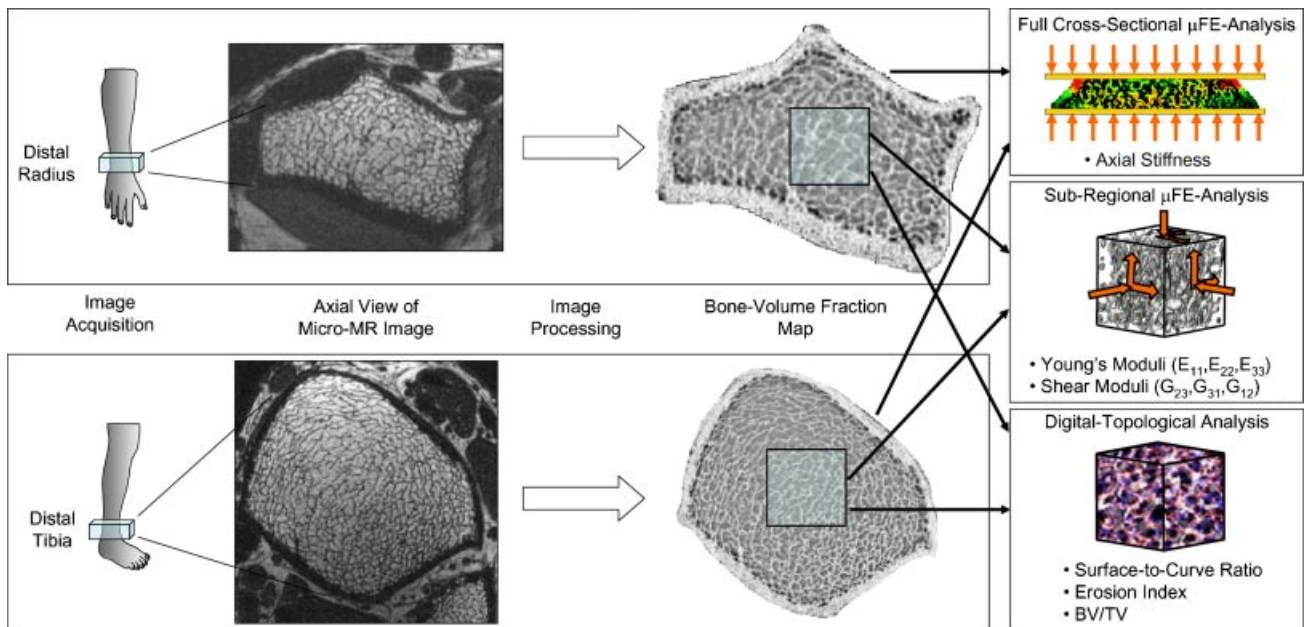 Distal
Radius
Image
Acquisition
Axial View of
Micro-MR Image
Image
Processing
Bone-Volume Fraction
Map
Distal
Tibia
Full Cross-Sectional μFE-Analysis
• Axial Stiffness
Sub-Regional μFE-Analysis
• Young's Moduli (E₁₁,E₂₂,E₃₃)
• Shear Moduli (G₂₃,G₃₁,G₁₂)
Digital-Topological Analysis
• Surface-to-Curve Ratio
• Erosion Index
• BV/TV